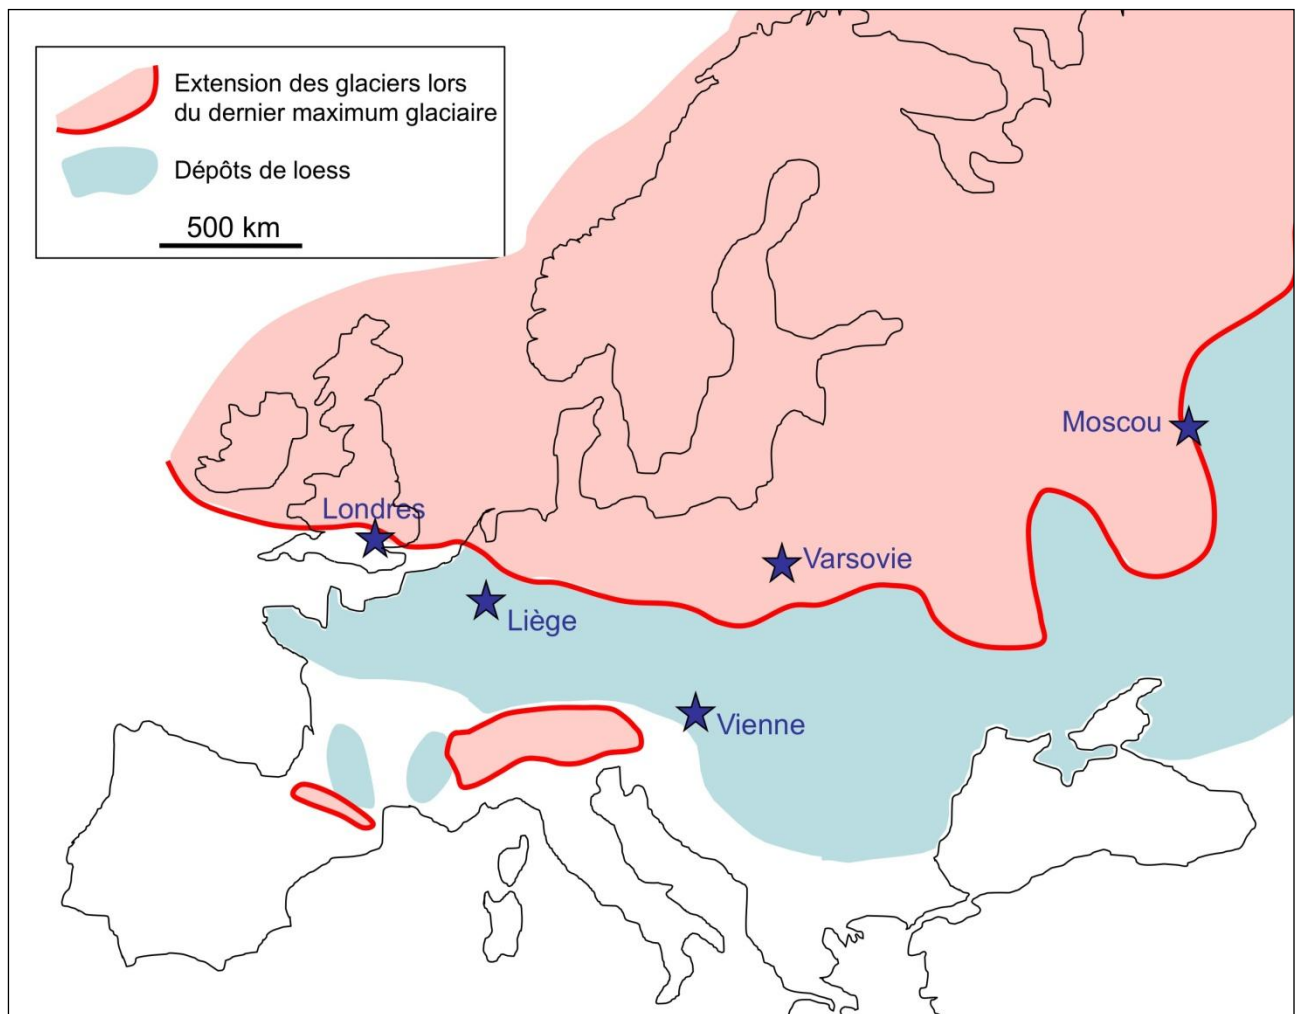 Extension des glaciers lors
du dernier maximum glaciaire
Dépôts de loess
500 km
Moscou
Londres
Varsovie
Liège
Vienne